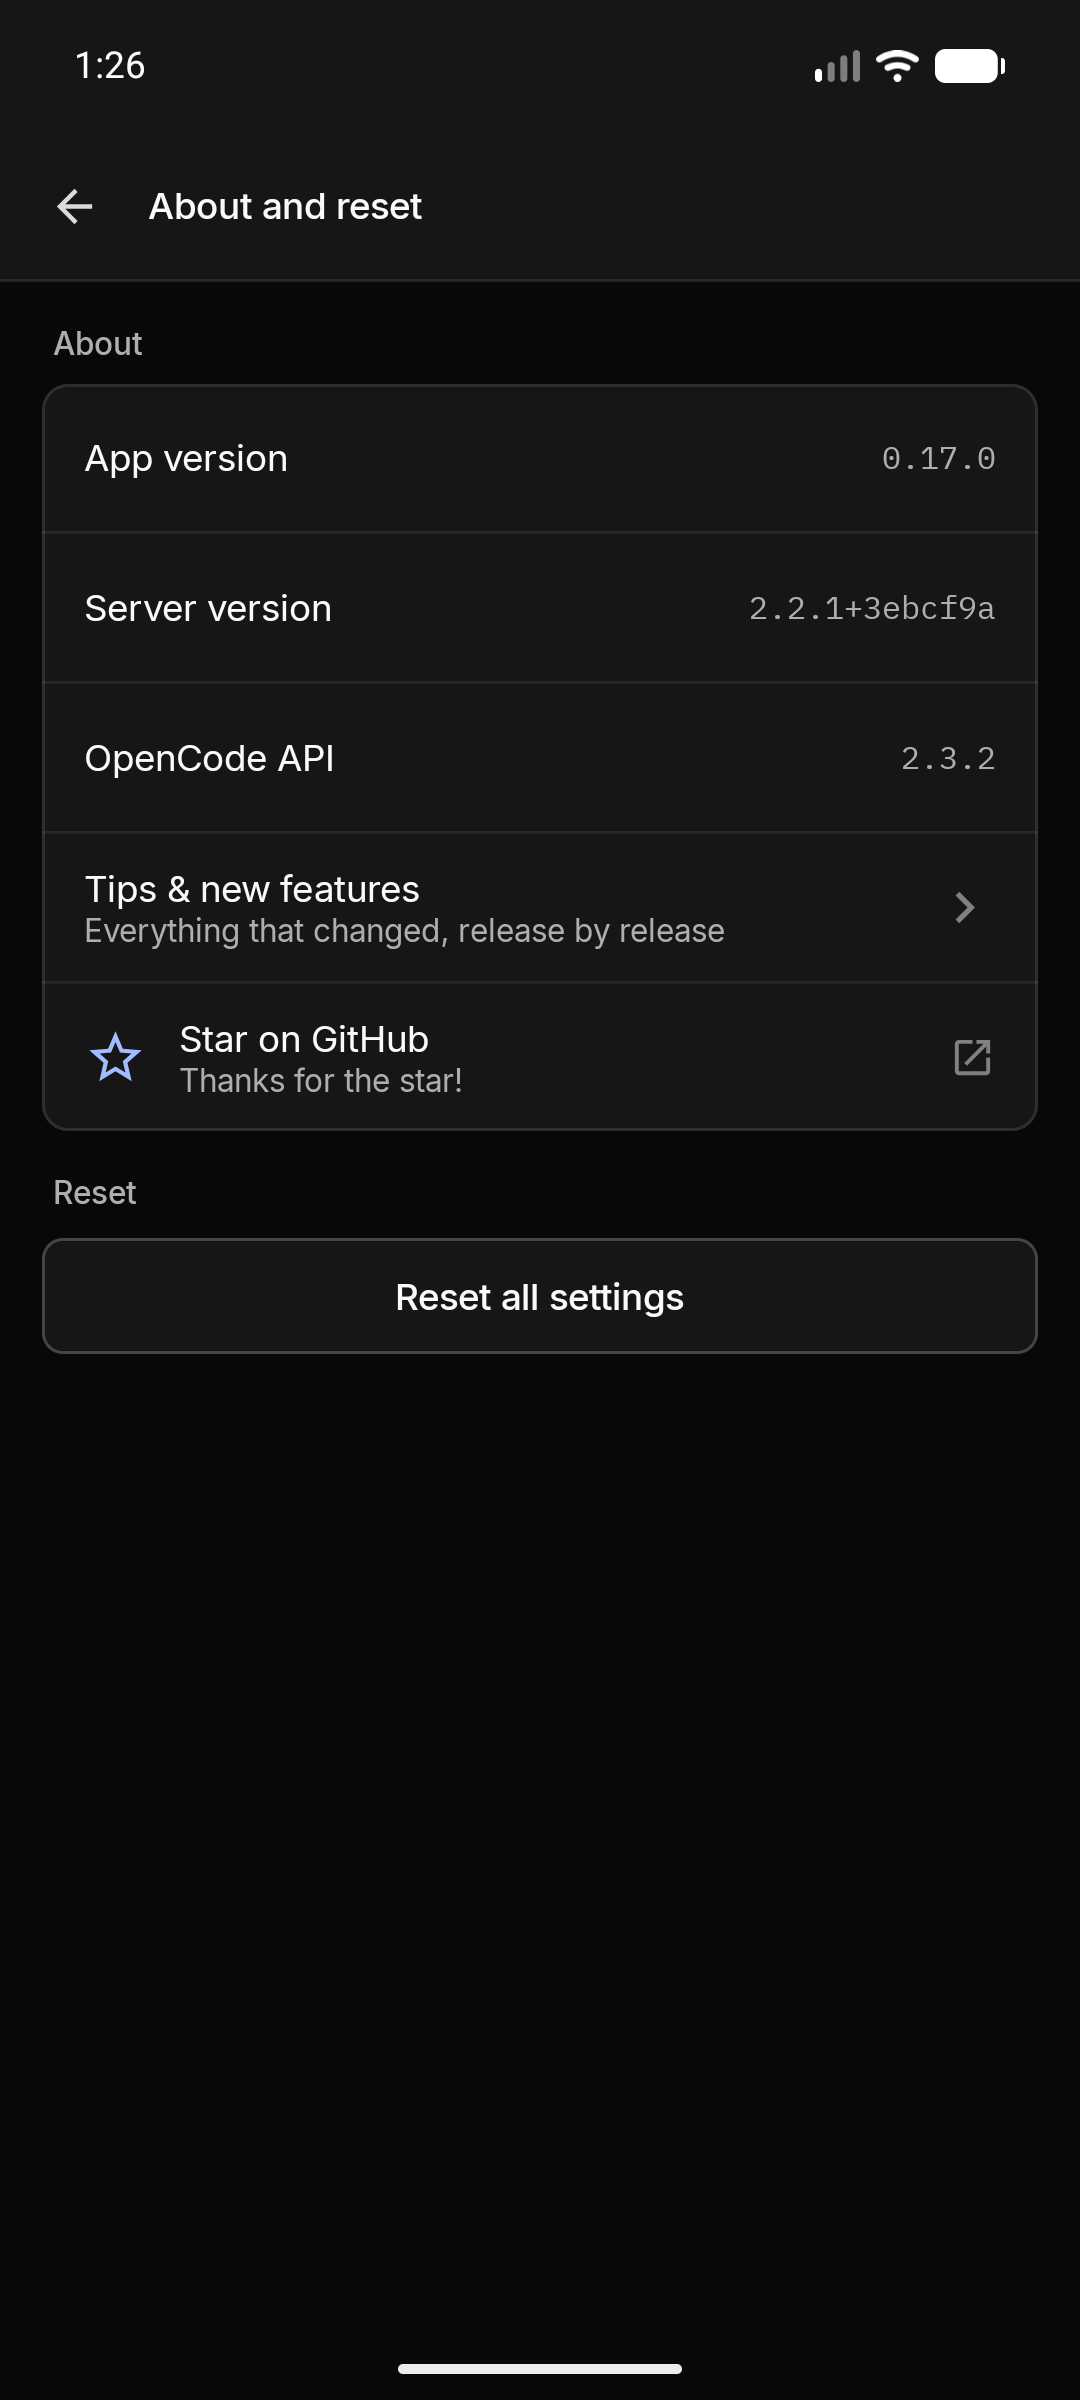 1:26
About and reset
About
App version 0.17.0
Server version 2.2.1+3ebcf9a
OpenCode API 2.3.2
Tips & new features
Everything that changed, release by release
Star on GitHub
Thanks for the star!
Reset
Reset all settings